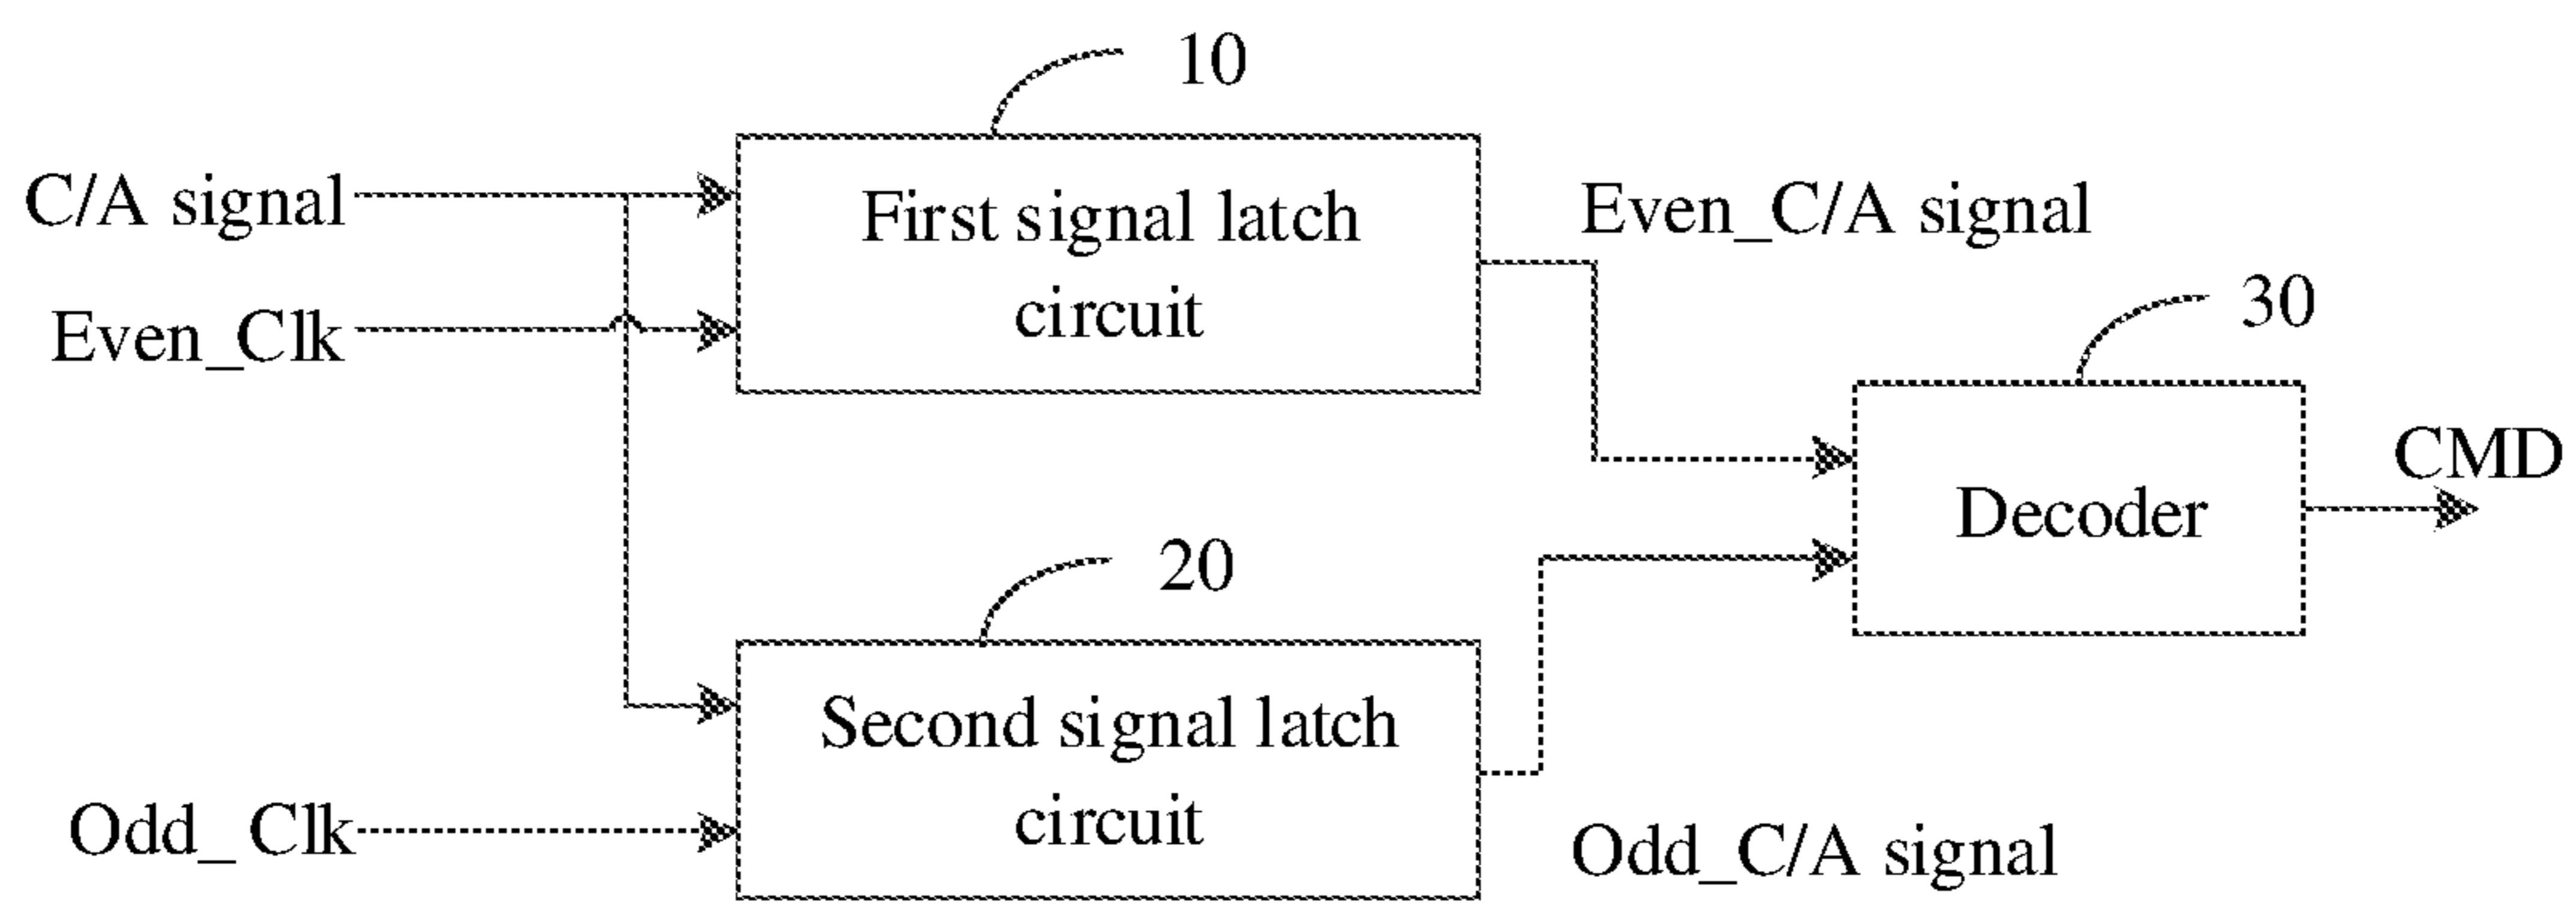 10
C/A signal
First signal latch
circuit
Even_C/A signal
Even_Clk
30
CMD
Decoder
20
Second signal latch
circuit
Odd_ Clk
Odd_C/A signal